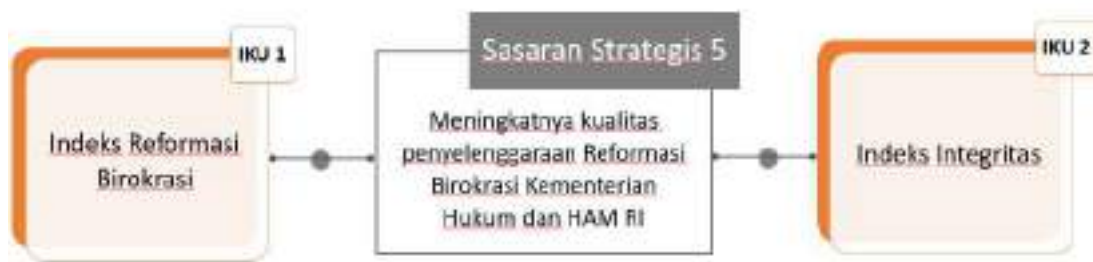 IKU 1
Indeks Reformasi
Birokrasi
Sasaran Strategis 5
Meningkatnya kualitas
penyelenggaraan Reformasi
Birokrasi Kementerian
Hukum dan HAM RI
IKU 2
Indeks Integritas